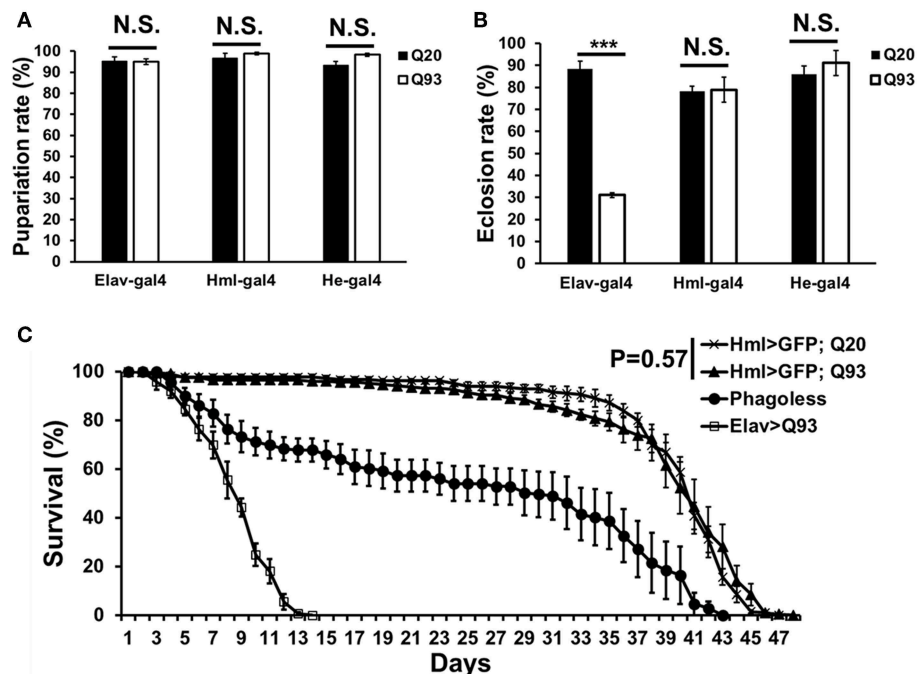 A
N.S.
N.S.
N.S.
Q20
Q93
Pupariation rate (%)
100
90
80
70
60
50
40
30
20
10
0
Elav-gal4 Hml-gal4 He-gal4
B
***
N.S.
N.S.
Q20
Q93
Eclosion rate (%)
100
90
80
70
60
50
40
30
20
10
0
Elav-gal4 Hml-gal4 He-gal4
C
P=0.57
Hml>GFP; Q20
Hml>GFP; Q93
Phagoless
Elav>Q93
Survival (%)
100
80
60
40
20
0
1 3 5 7 9 11 13 15 17 19 21 23 25 27 29 31 33 35 37 39 41 43 45 47
Days